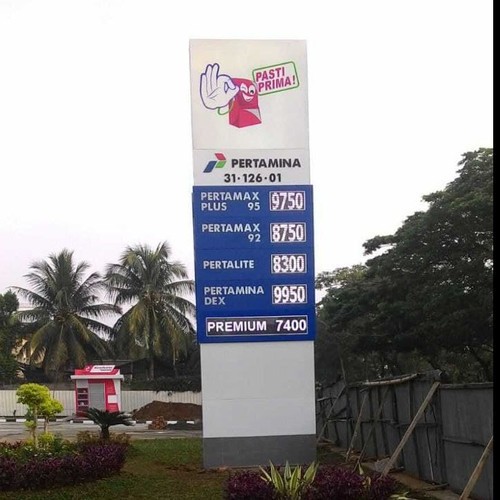 PASTI
PRIMA!
PERTAMINA
31·126·01
PERTAMAX
PLUS 95 9750
PERTAMAX
92 8750
PERTALITE 8300
PERTAMINA
DEX 9950
PREMIUM 7400